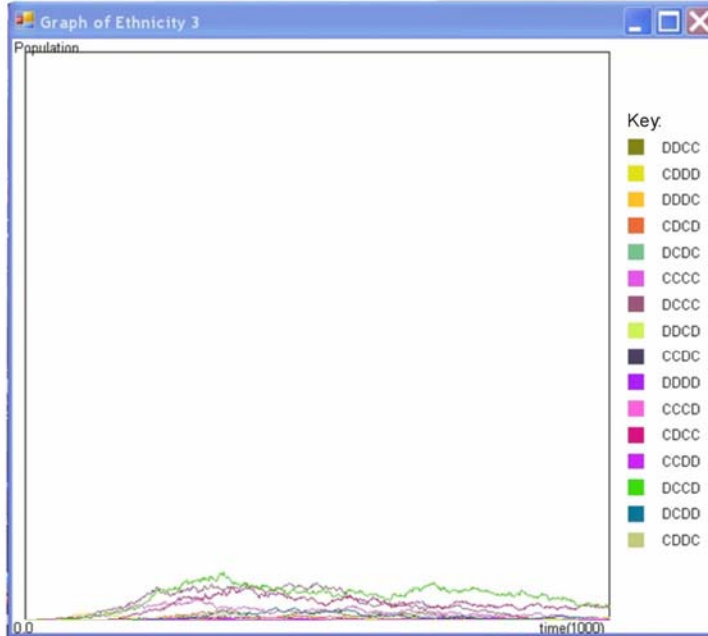 Graph of Ethnicity 3
Population
Key:
DDCC
CDDD
DDDC
CDCD
DCDC
CCCC
DCCC
DDCD
CCDC
DDDD
CCCD
CDCC
CCDD
DCCD
DCDD
CDDC
0.0 time(1000)